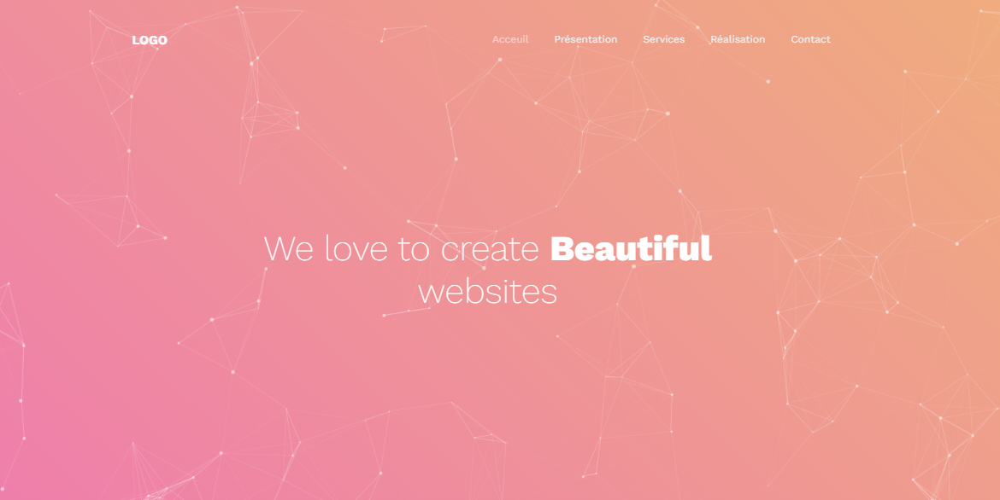 LOGO
Acceuil Présentation Services Réalisation Contact
We love to create Beautiful
websites